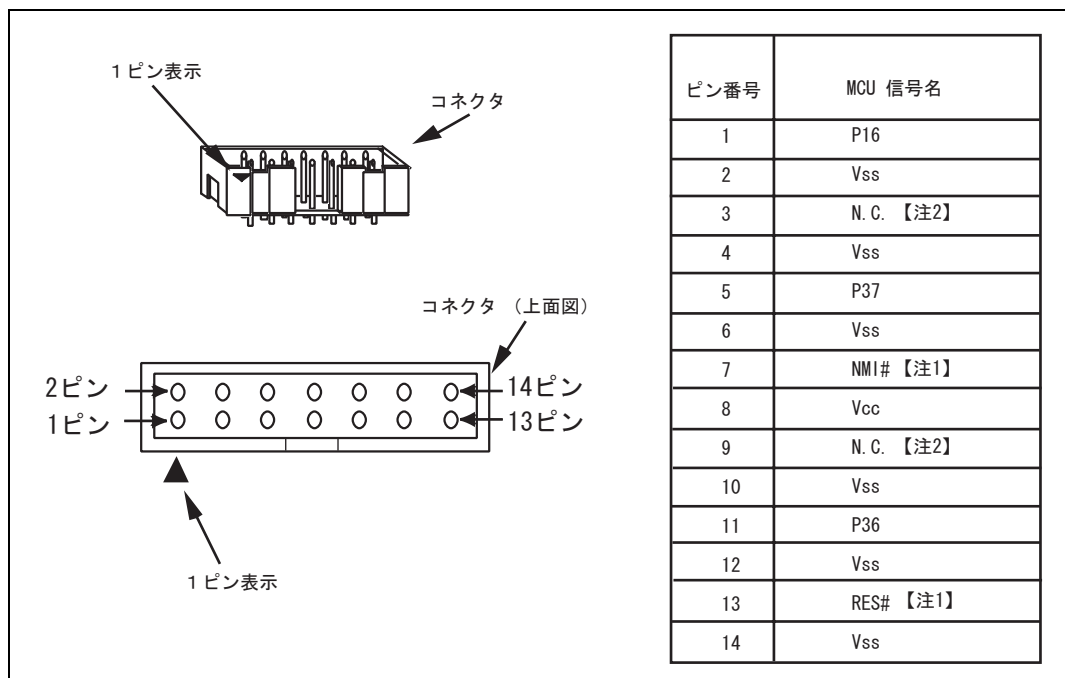 1ピン表示
コネクタ
コネクタ (上面図)
2ピン
14ピン
1ピン
13ピン
1ピン表示
ピン番号 MCU 信号名
1 P16
2 Vss
3 N.C. 【注2】
4 Vss
5 P37
6 Vss
7 NMI# 【注1】
8 Vcc
9 N.C. 【注2】
10 Vss
11 P36
12 Vss
13 RES# 【注1】
14 Vss